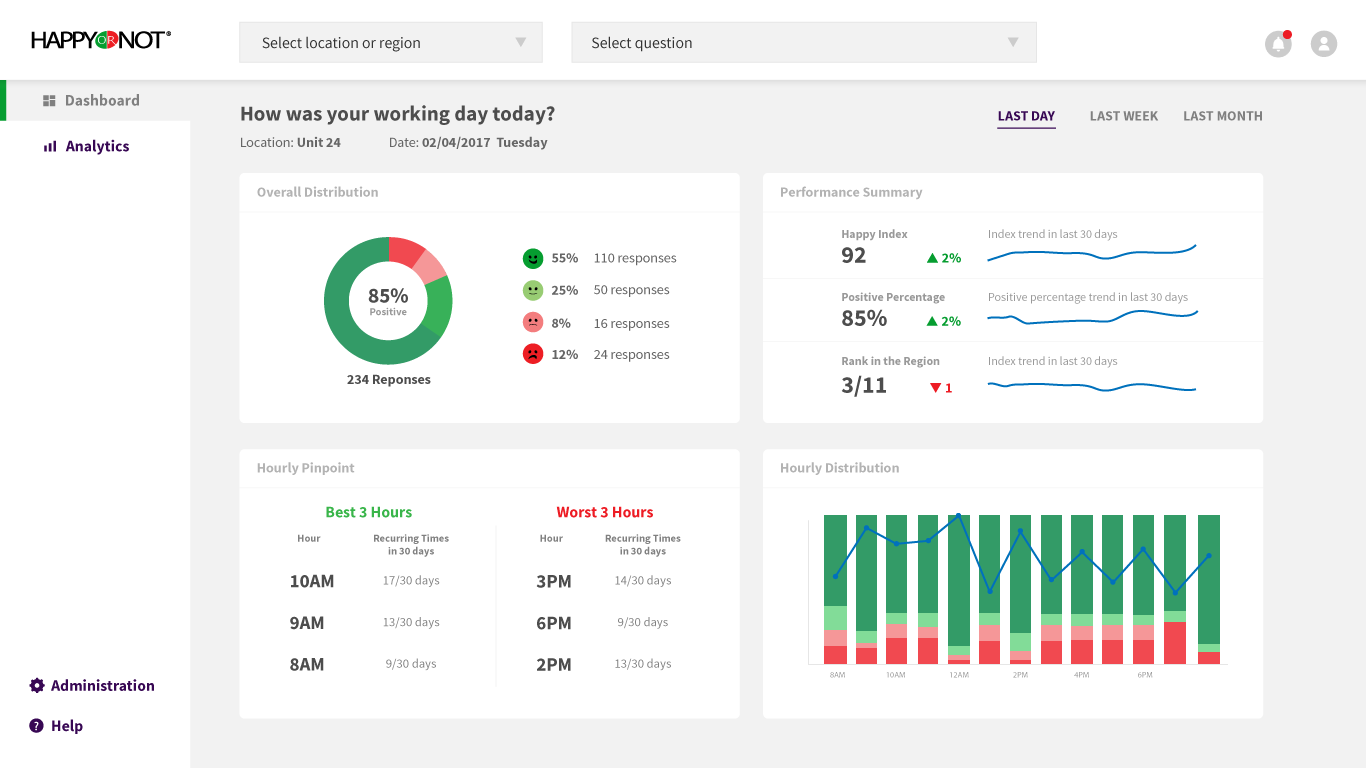 HAPPYORNOT®
Select location or region
Select question
Dashboard
Analytics
Administration
Help
How was your working day today?
Location: Unit 24
Date: 02/04/2017 Tuesday
LAST DAY
LAST WEEK
LAST MONTH
Overall Distribution
85%
Positive
234 Reponses
55% 110 responses
25% 50 responses
8% 16 responses
12% 24 responses
Performance Summary
Happy Index
92
2%
Index trend in last 30 days
Positive Percentage
85%
2%
Positive percentage trend in last 30 days
Rank in the Region
3/11
1
Index trend in last 30 days
Hourly Pinpoint
Best 3 Hours
Hour
Recurring Times
in 30 days
10AM 17/30 days
9AM 13/30 days
8AM 9/30 days
Worst 3 Hours
Hour
Recurring Times
in 30 days
3PM 14/30 days
6PM 9/30 days
2PM 13/30 days
Hourly Distribution
8AM 10AM 12AM 2PM 4PM 6PM